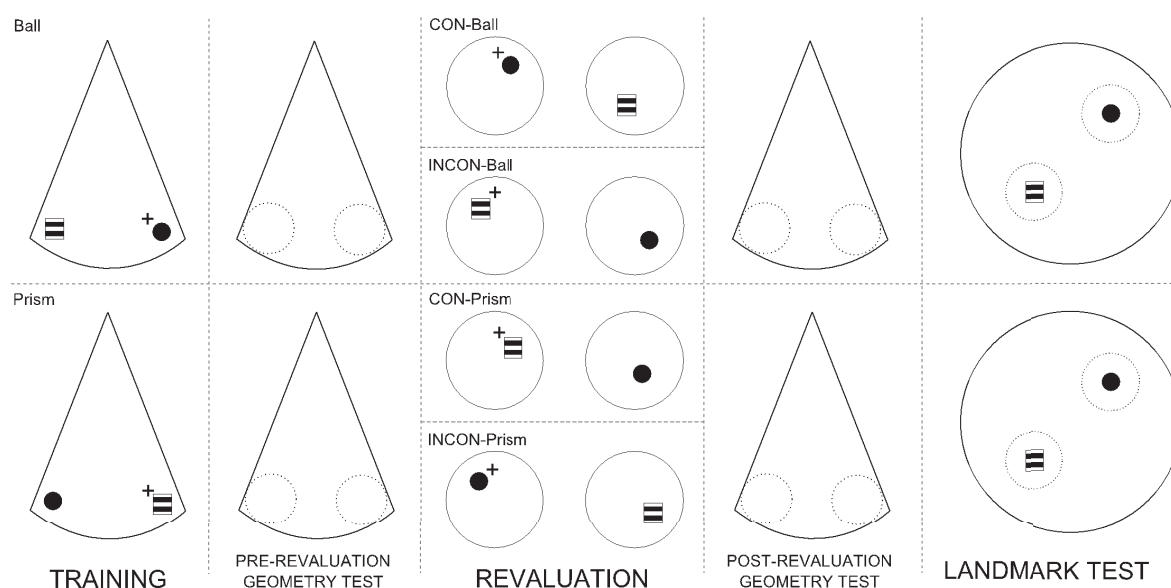 Ball
CON-Ball
INCON-Ball
Prism
CON-Prism
INCON-Prism
TRAINING
PRE-REVALUATION
GEOMETRY TEST
REVALUATION
POST-REVALUATION
GEOMETRY TEST
LANDMARK TEST